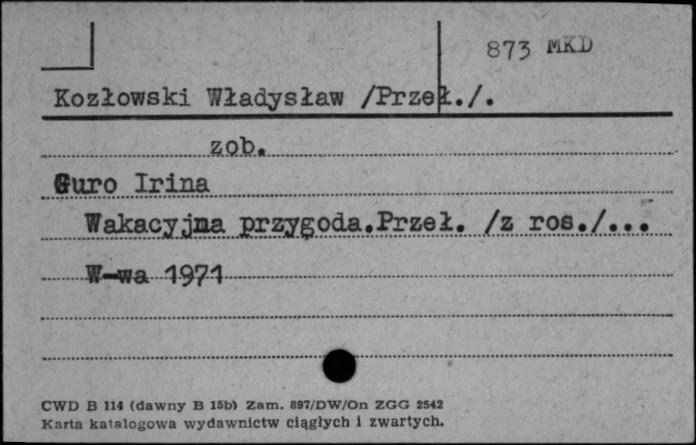 873 MKD
Kozłowski Władysław /Przeł./.
zob.
Guro Irina
Wakacyjna przygoda.Przeł. /z ros./...
W-wa 1971
CWD B 114 (dawny B 15b) Zam. 897/DW/On ZGG 2542
Karta katalogowa wydawnictw ciągłych i zwartych.